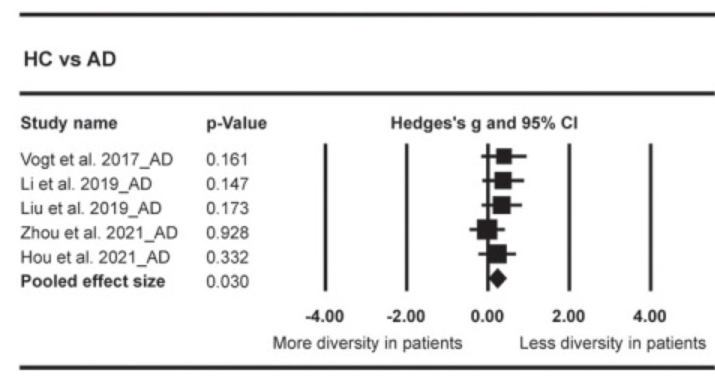 HC vs AD
Study name p-Value Hedges's g and 95% CI
Vogt et al. 2017_AD 0.161
Li et al. 2019_AD 0.147
Liu et al. 2019_AD 0.173
Zhou et al. 2021_AD 0.928
Hou et al. 2021_AD 0.332
Pooled effect size 0.030
-4.00 -2.00 0.00 2.00 4.00
More diversity in patients Less diversity in patients